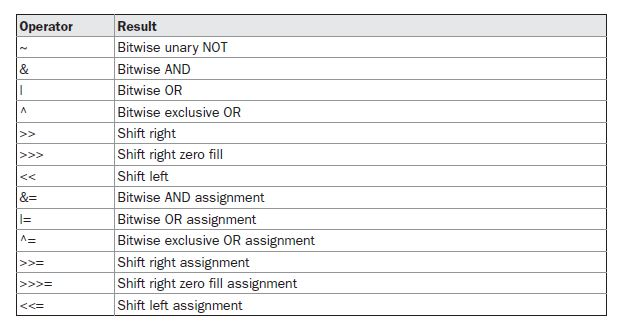 Operator Result
~ Bitwise unary NOT
& Bitwise AND
| Bitwise OR
^ Bitwise exclusive OR
>> Shift right
>>> Shift right zero fill
<< Shift left
&= Bitwise AND assignment
|= Bitwise OR assignment
^= Bitwise exclusive OR assignment
>>= Shift right assignment
>>>= Shift right zero fill assignment
<<= Shift left assignment